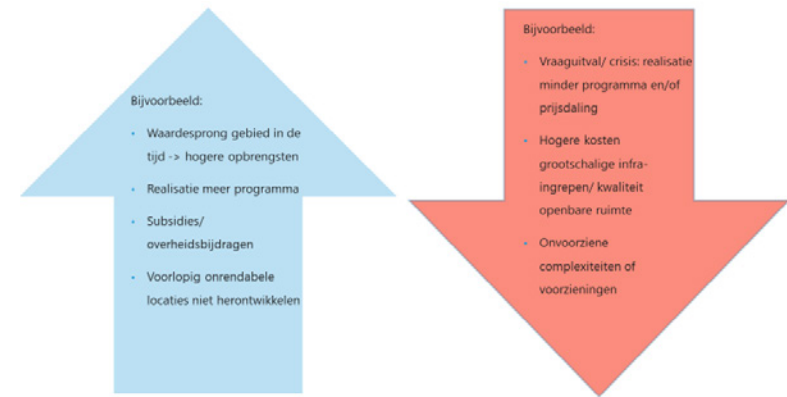 Bijvoorbeeld:
• Waardesprong gebied in de
tijd -> hogere opbrengsten
• Realisatie meer programma
• Subsidies/
overheidsbijdragen
• Voorlopig onrendabele
locaties niet herontwikkelen
Bijvoorbeeld:
• Vraaguitval/ crisis: realisatie
minder programma en/of
prijsdaling
• Hogere kosten
grootschalige infra-
ingrepen/ kwaliteit
openbare ruimte
• Onvoorziene
complexiteiten of
voorzieningen